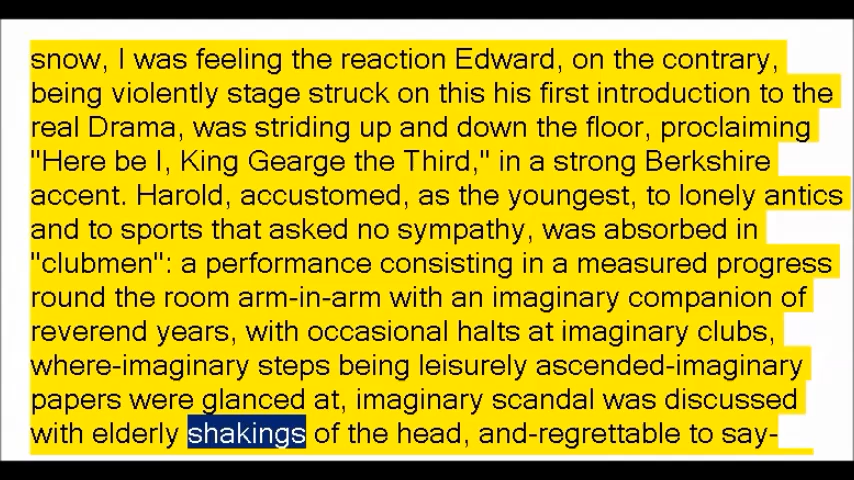 snow, I was feeling the reaction Edward, on the contrary,
being violently stage struck on this his first introduction to the
real Drama, was striding up and down the floor, proclaiming
"Here be I, King Gearge the Third," in a strong Berkshire
accent. Harold, accustomed, as the youngest, to lonely antics
and to sports that asked no sympathy, was absorbed in
"clubmen": a performance consisting in a measured progress
round the room arm-in-arm with an imaginary companion of
reverend years, with occasional halts at imaginary clubs,
where-imaginary steps being leisurely ascended-imaginary
papers were glanced at, imaginary scandal was discussed
with elderly shakings of the head, and-regrettable to say-